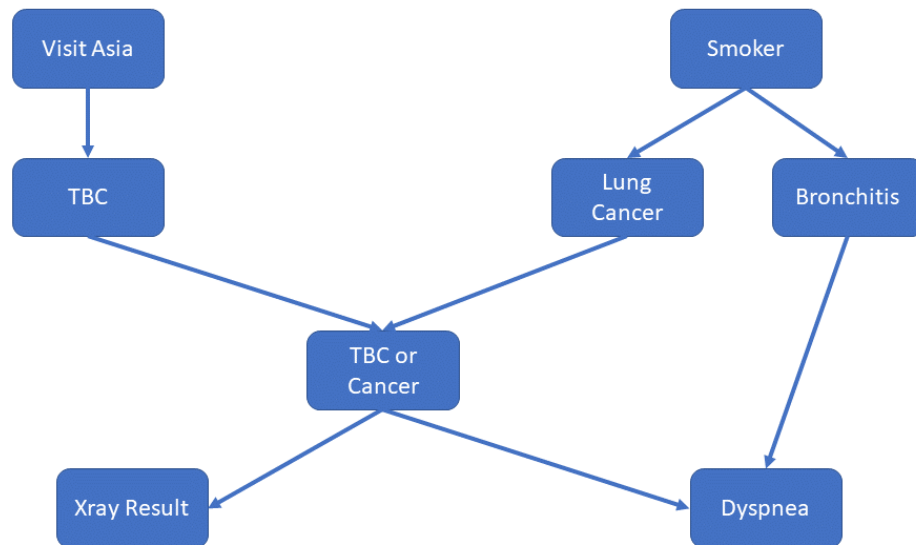 Visit Asia
Smoker
TBC
Lung
Cancer
Bronchitis
TBC or
Cancer
Xray Result
Dyspnea